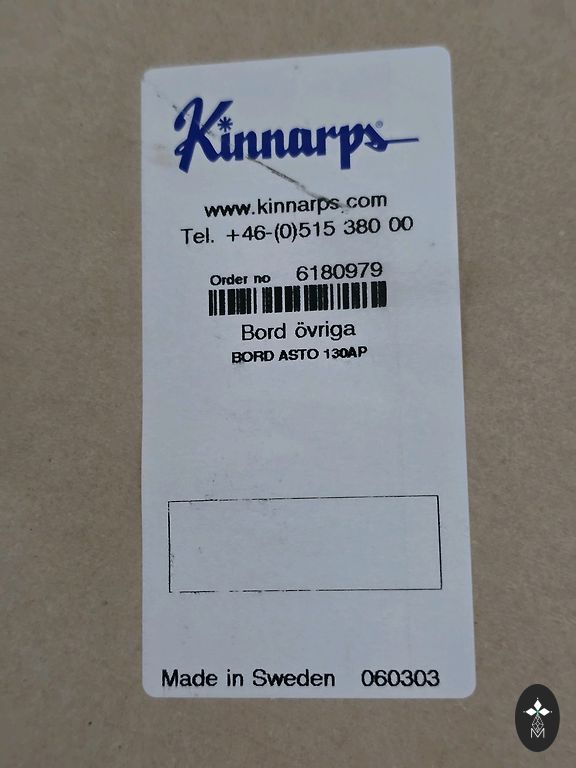 Kinnarps®
www.kinnarps.com
Tel. +46-(0)515 380 00
Order no 6180979
Bord övriga
BORD ASTO 130AP
Made in Sweden 060303
M